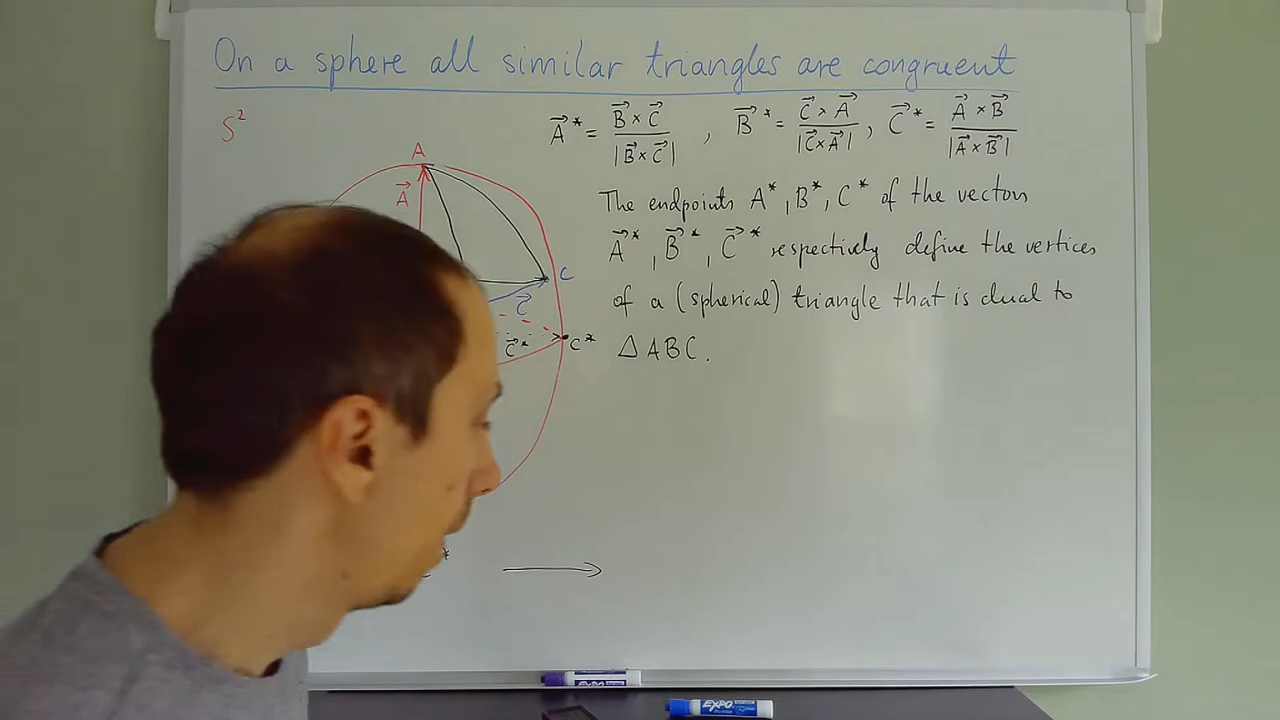 On a sphere all similar triangles are congruent
S²
A⃗* = B⃗ × C⃗ / |B⃗ × C⃗| , B⃗* = C⃗ × A⃗ / |C⃗ × A⃗| , C⃗* = A⃗ × B⃗ / |A⃗ × B⃗|
A
A⃗
C
C⃗
C⃗*
C*
The endpoints A*, B*, C* of the vectors
A⃗*, B⃗*, C⃗* respectively define the vertices
of a (spherical) triangle that is dual to
△ABC.
EXPO
EXPO